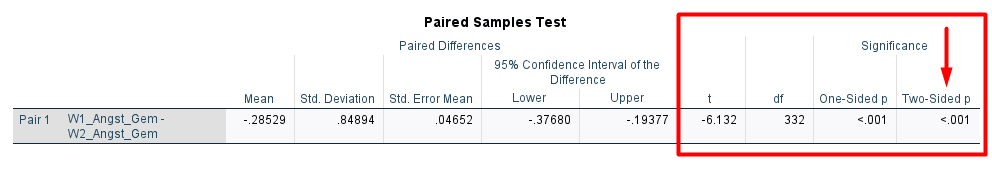 Paired Samples Test
Paired Differences
Significance
95% Confidence Interval of the
Difference
Mean Std. Deviation Std. Error Mean Lower Upper t df One-Sided p Two-Sided p
Pair 1 W1_Angst_Gem - -.28529 .84894 .04652 -.37680 -.19377 -6.132 332 <.001 <.001
W2_Angst_Gem